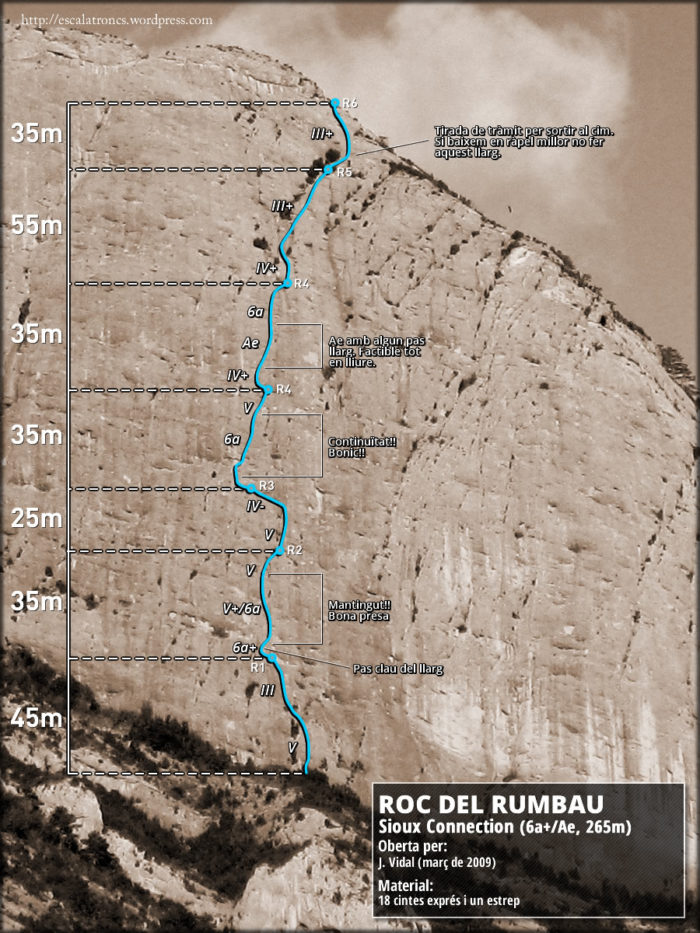 http://escalatroncs.wordpress.com
R6
35m
III+
Tirada de tràmit per sortir al cim.
Si baixem en ràpel millor no fer
aquest llarg.
R5
55m
III+
IV+
R4
6a
35m
Ae
Ae amb algun pas
llarg. Factible tot
en lliure.
IV+
R4
V
35m
6a
Continuïtat!!
Bonic!!
R3
IV-
25m
V
R2
V
35m
V+/6a
Mantingut!!
Bona presa
6a+
R1
Pas clau del llarg
III
45m
V
ROC DEL RUMBAU
Sioux Connection (6a+/Ae, 265m)
Oberta per:
J. Vidal (març de 2009)
Material:
18 cintes exprés i un estrep